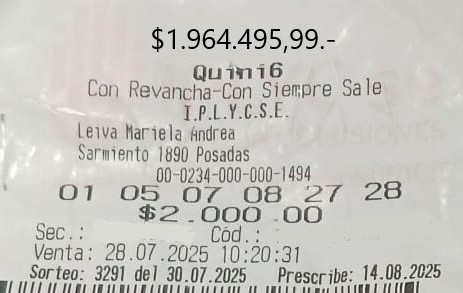 $1.964.495,99.-
Quini6
Con Revancha-Con Siempre Sale
I.P.L.Y.C.S.E.
Leiva Mariela Andrea
Sarmiento 1890 Posadas
00-0234-000-000-1494
01 05 07 08 27 28
$2.000.00
Sec.: Cód.:
Venta: 28.07.2025 10:20:31
Sorteo: 3291 del 30.07.2025 Prescribe: 14.08.2025